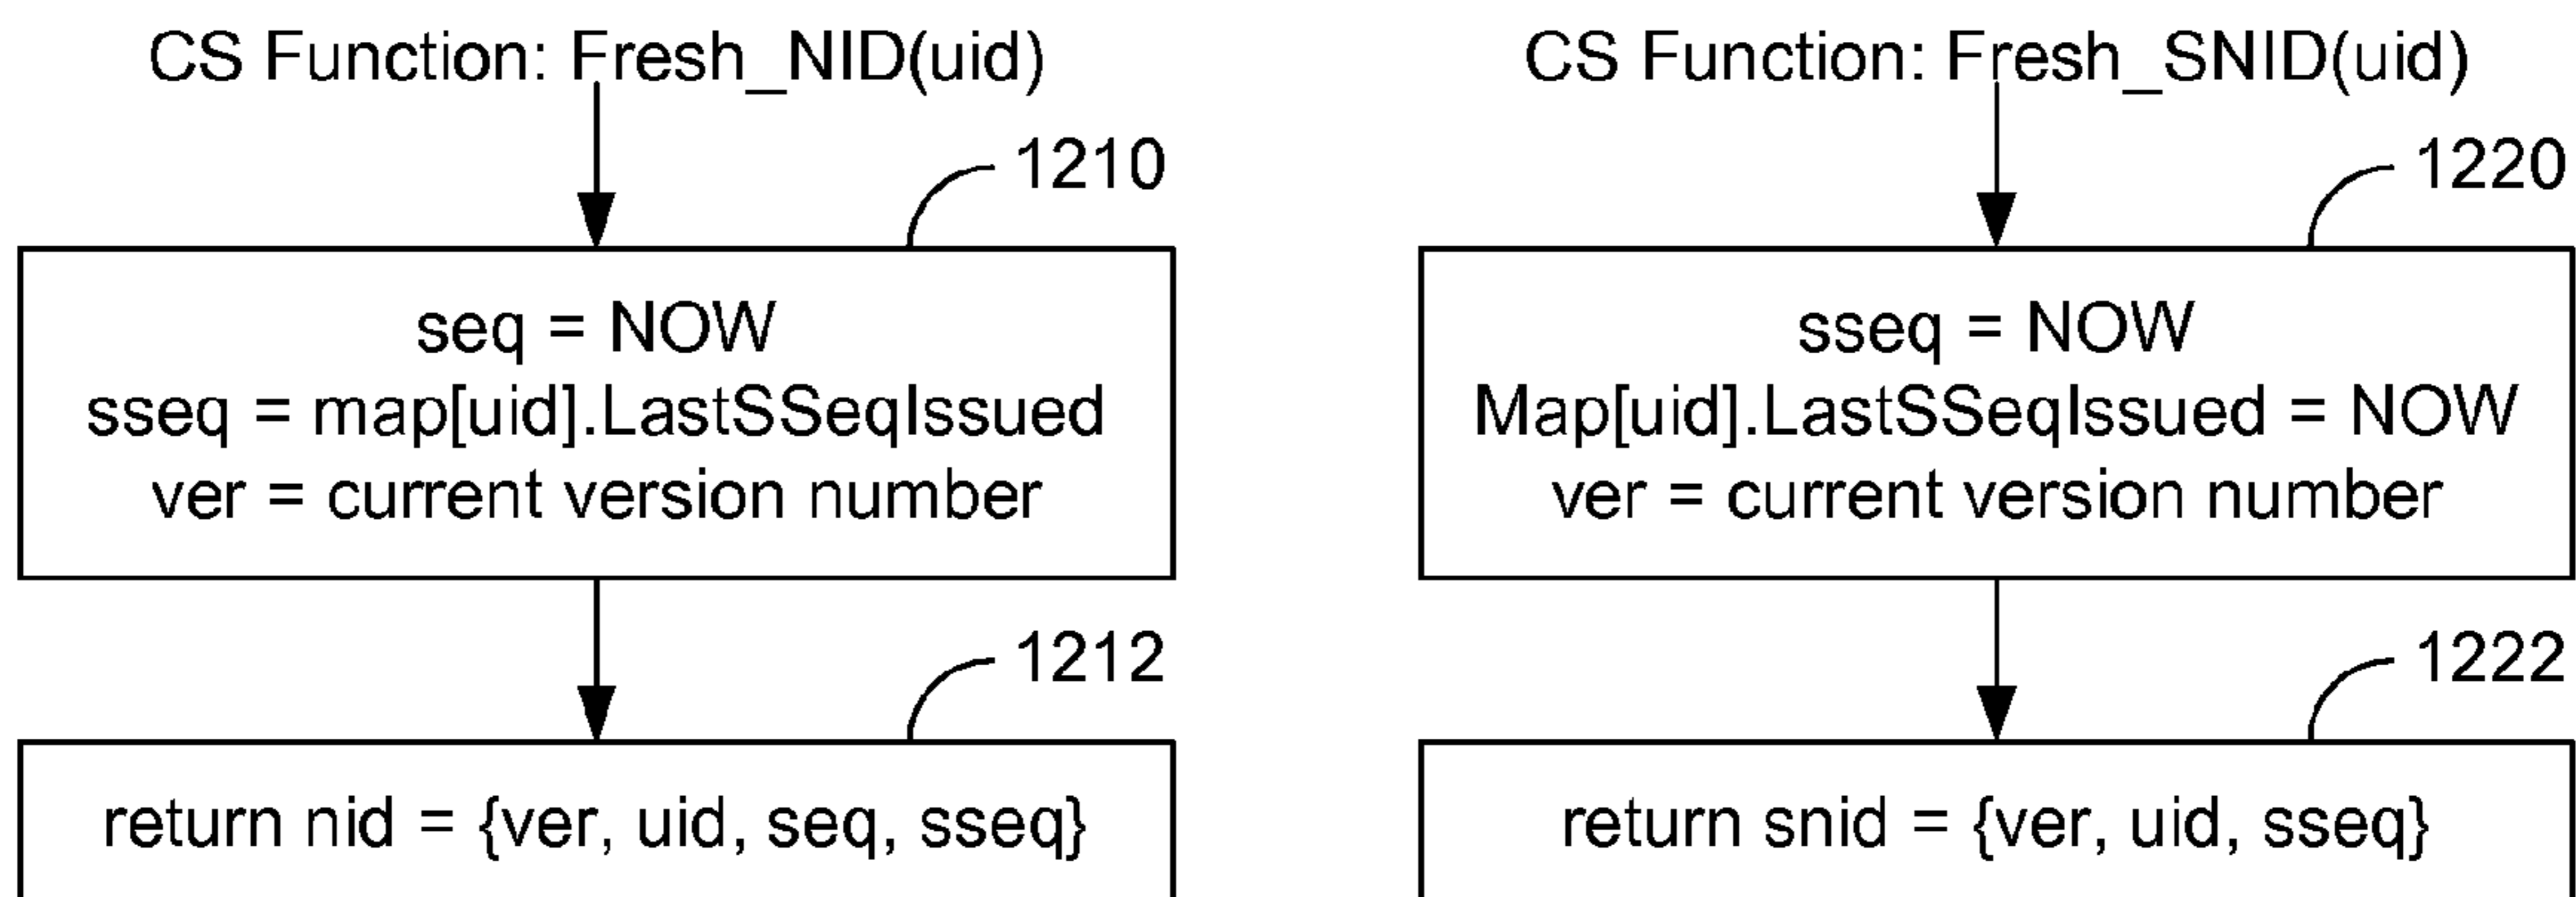 CS Function: Fresh_NID(uid)
1210
seq = NOW
sseq = map[uid].LastSSeqIssued
ver = current version number
1212
return nid = {ver, uid, seq, sseq}
CS Function: Fresh_SNID(uid)
1220
sseq = NOW
Map[uid].LastSSeqIssued = NOW
ver = current version number
1222
return snid = {ver, uid, sseq}